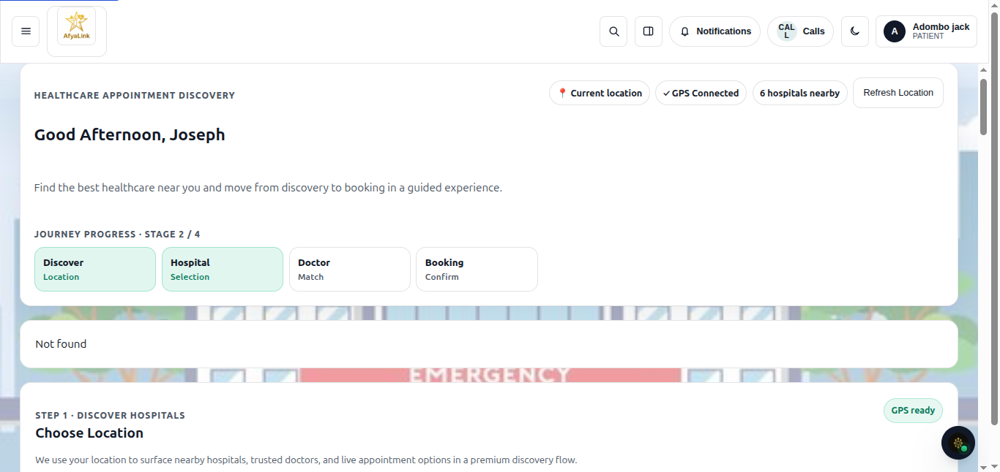 AfyaLink
Notifications
CAL
L
Calls
A
Adombo jack
PATIENT
HEALTHCARE APPOINTMENT DISCOVERY
📍 Current location
✓ GPS Connected
6 hospitals nearby
Refresh Location
Good Afternoon, Joseph
Find the best healthcare near you and move from discovery to booking in a guided experience.
JOURNEY PROGRESS · STAGE 2 / 4
Discover
Location
Hospital
Selection
Doctor
Match
Booking
Confirm
Not found
EMERGENCY
STEP 1 · DISCOVER HOSPITALS
GPS ready
Choose Location
We use your location to surface nearby hospitals, trusted doctors, and live appointment options in a premium discovery flow.